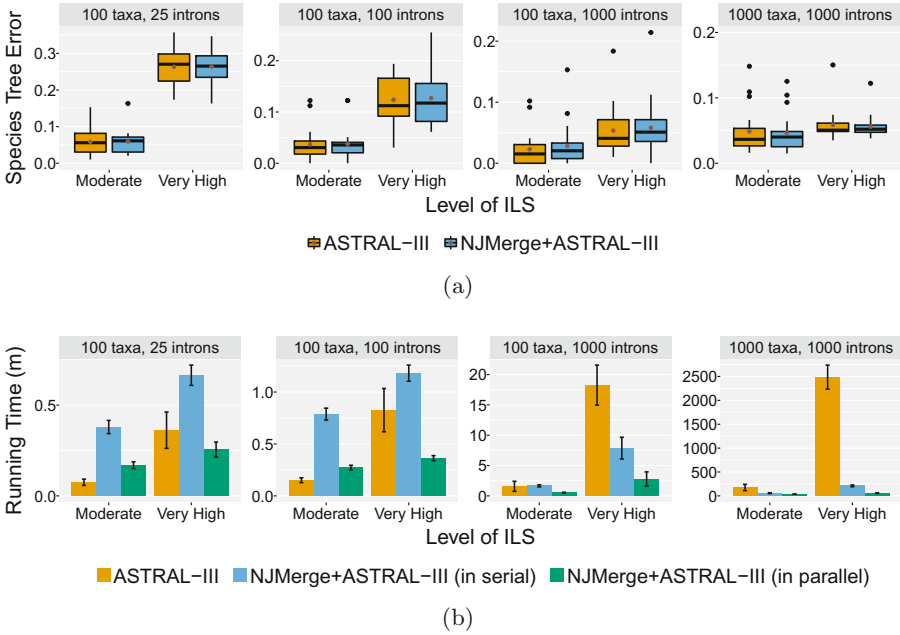 100 taxa, 25 introns
100 taxa, 100 introns
100 taxa, 1000 introns
1000 taxa, 1000 introns
Species Tree Error
0.3
0.2
0.1
0.0
0.2
0.1
0.0
0.2
0.1
0.0
0.2
0.1
0.0
Moderate Very High
Moderate Very High
Moderate Very High
Moderate Very High
Level of ILS
ASTRAL−III NJMerge+ASTRAL−III
(a)
100 taxa, 25 introns
100 taxa, 100 introns
100 taxa, 1000 introns
1000 taxa, 1000 introns
Running Time (m)
0.5
0.0
1.0
0.5
0.0
20
15
10
5
0
2500
2000
1500
1000
500
0
Moderate Very High
Moderate Very High
Moderate Very High
Moderate Very High
Level of ILS
ASTRAL−III NJMerge+ASTRAL−III (in serial) NJMerge+ASTRAL−III (in parallel)
(b)